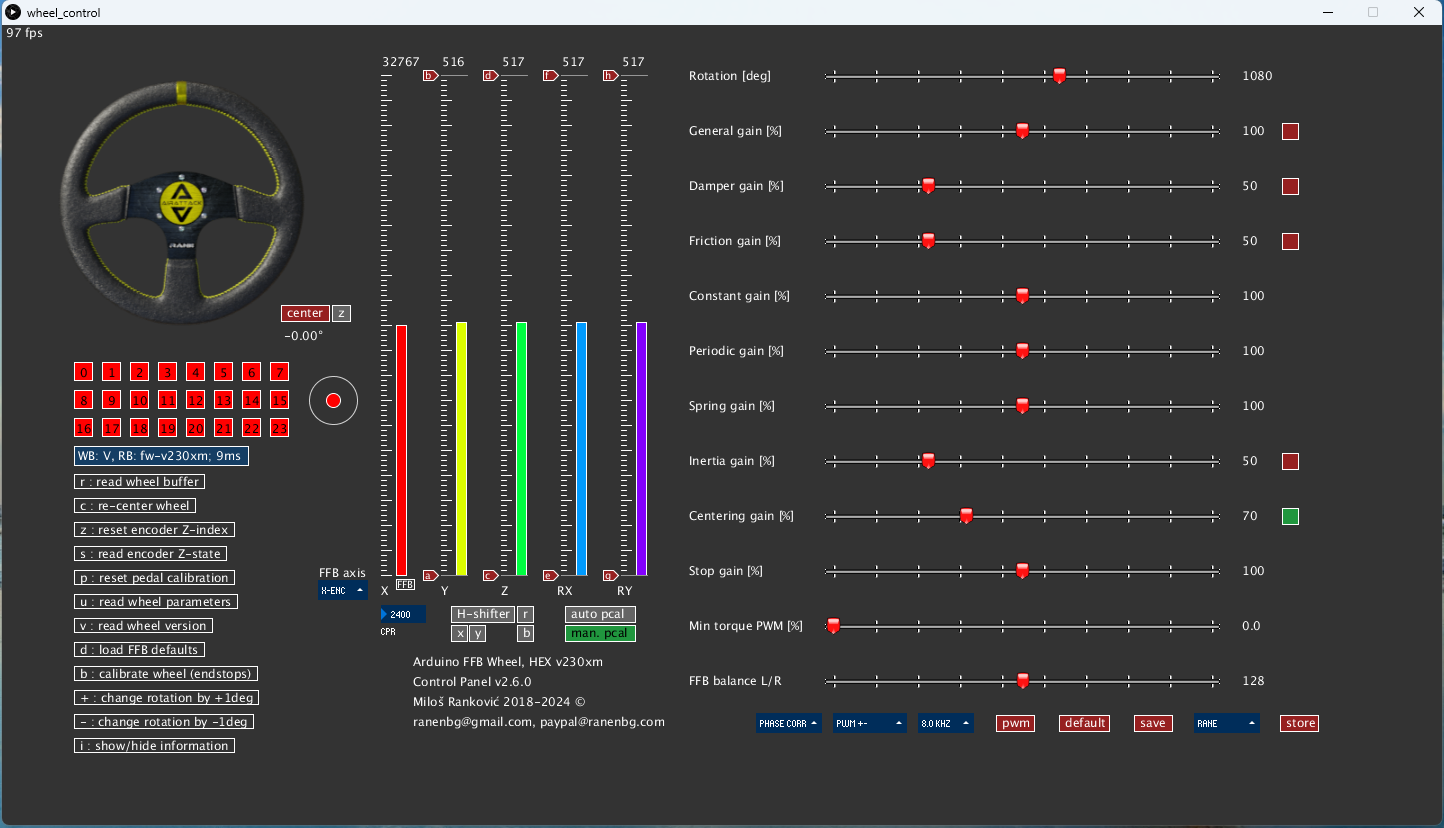 wheel_control
97 fps
32767 516 517 517 517
b d f h
AIRATTACK
RANE
center z
-0.00°
0 1 2 3 4 5 6 7
8 9 10 11 12 13 14 15
16 17 18 19 20 21 22 23
WB: V, RB: fw-v230xm; 9ms
r : read wheel buffer
c : re-center wheel
z : reset encoder Z-index
s : read encoder Z-state
p : reset pedal calibration
u : read wheel parameters
v : read wheel version
d : load FFB defaults
b : calibrate wheel (endstops)
+ : change rotation by +1deg
- : change rotation by -1deg
i : show/hide information
FFB axis
X-ENC
a c e g
X FFB Y Z RX RY
2400
CPR
H-shifter r
x y b
auto pcal
man. pcal
Arduino FFB Wheel, HEX v230xm
Control Panel v2.6.0
Miloš Ranković 2018-2024 ©
ranenbg@gmail.com, paypal@ranenbg.com
Rotation [deg] 1080
General gain [%] 100
Damper gain [%] 50
Friction gain [%] 50
Constant gain [%] 100
Periodic gain [%] 100
Spring gain [%] 100
Inertia gain [%] 50
Centering gain [%] 70
Stop gain [%] 100
Min torque PWM [%] 0.0
FFB balance L/R 128
PHASE CORR PWM +- 8.0 KHZ pwm default save RANE store